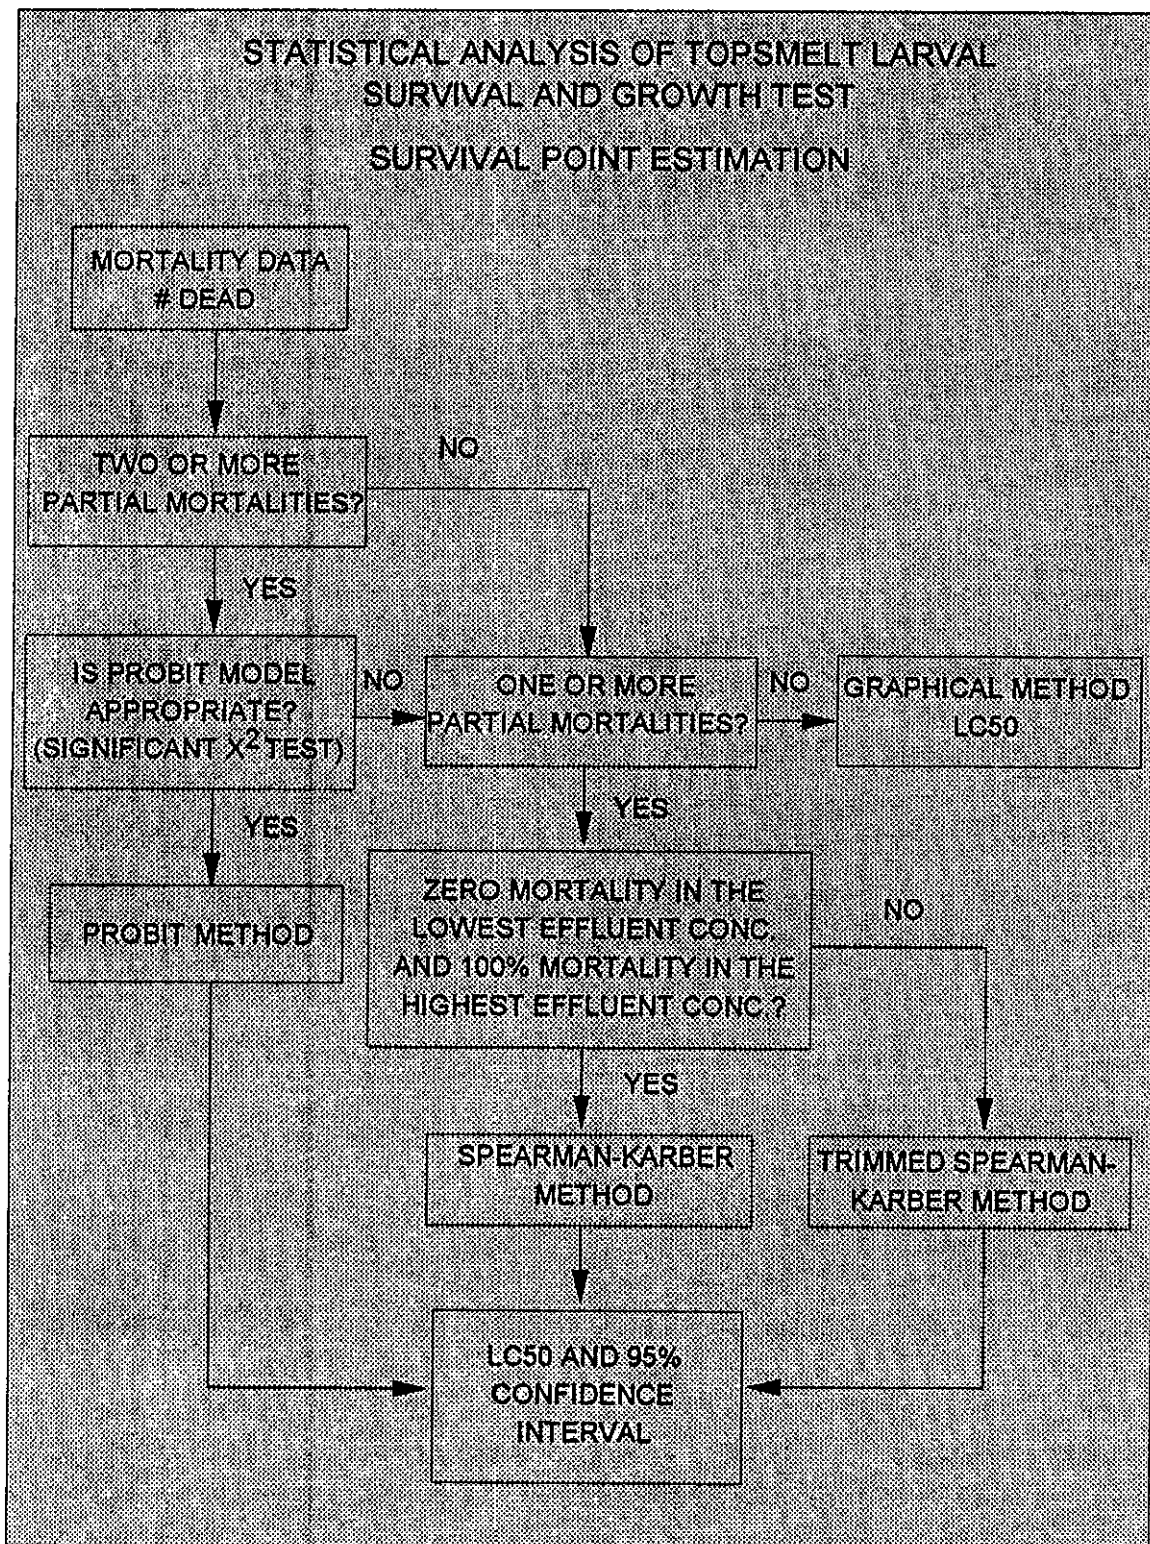 STATISTICAL ANALYSIS OF TOPSMELT LARVAL
SURVIVAL AND GROWTH TEST
SURVIVAL POINT ESTIMATION
MORTALITY DATA
# DEAD
TWO OR MORE
PARTIAL MORTALITIES?
NO
YES
IS PROBIT MODEL
APPROPRIATE?
(SIGNIFICANT X² TEST)
NO
ONE OR MORE
PARTIAL MORTALITIES?
NO
GRAPHICAL METHOD
LC50
YES
YES
PROBIT METHOD
ZERO MORTALITY IN THE
LOWEST EFFLUENT CONC.
AND 100% MORTALITY IN THE
HIGHEST EFFLUENT CONC.?
NO
YES
SPEARMAN-KARBER
METHOD
TRIMMED SPEARMAN-
KARBER METHOD
LC50 AND 95%
CONFIDENCE
INTERVAL